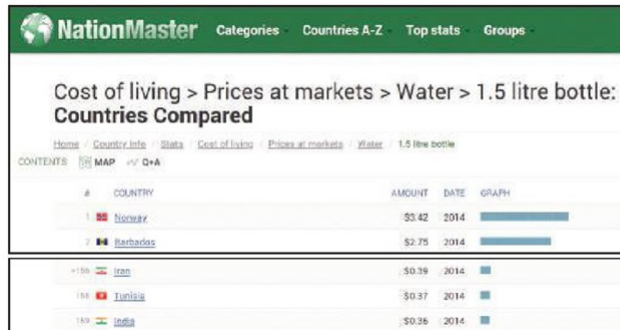 NationMaster Categories Countries A-Z Top stats Groups
Cost of living > Prices at markets > Water > 1.5 litre bottle:
Countries Compared
Home / Country Info / Stats / Cost of living / Prices at markets / Water / 1.5 litre bottle
CONTENTS MAP Q+A
# COUNTRY AMOUNT DATE GRAPH
1 Norway $3.42 2014
2 Barbados $2.75 2014
=156 Iran $0.39 2014
158 Tunisia $0.37 2014
159 India $0.36 2014